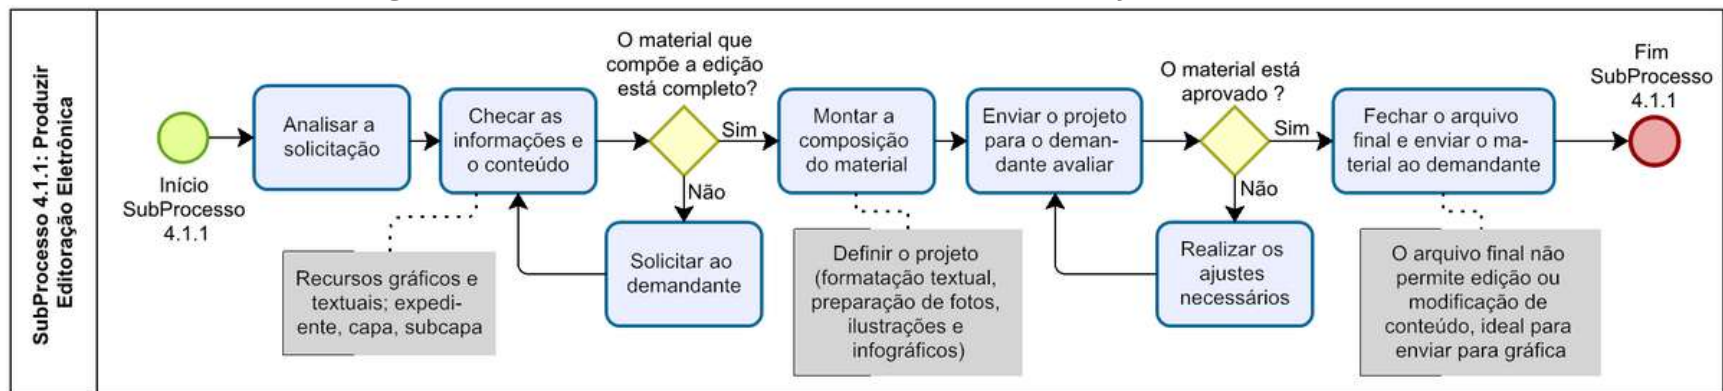 SubProcesso 4.1.1: Produzir
Editoração Eletrônica
Início
SubProcesso
4.1.1
Analisar a
solicitação
Checar as
informações e
o conteúdo
Recursos gráficos e
textuais; expedi-
ente, capa, subcapa
O material que
compõe a edição
está completo?
Sim
Não
Solicitar ao
demandante
Montar a
composição
do material
Definir o projeto
(formatação textual,
preparação de fotos,
ilustrações e
infográficos)
Enviar o projeto
para o deman-
dante avaliar
O material está
aprovado ?
Sim
Não
Realizar os
ajustes
necessários
Fechar o arquivo
final e enviar o ma-
terial ao demandante
O arquivo final não
permite edição ou
modificação de
conteúdo, ideal para
enviar para gráfica
Fim
SubProcesso
4.1.1